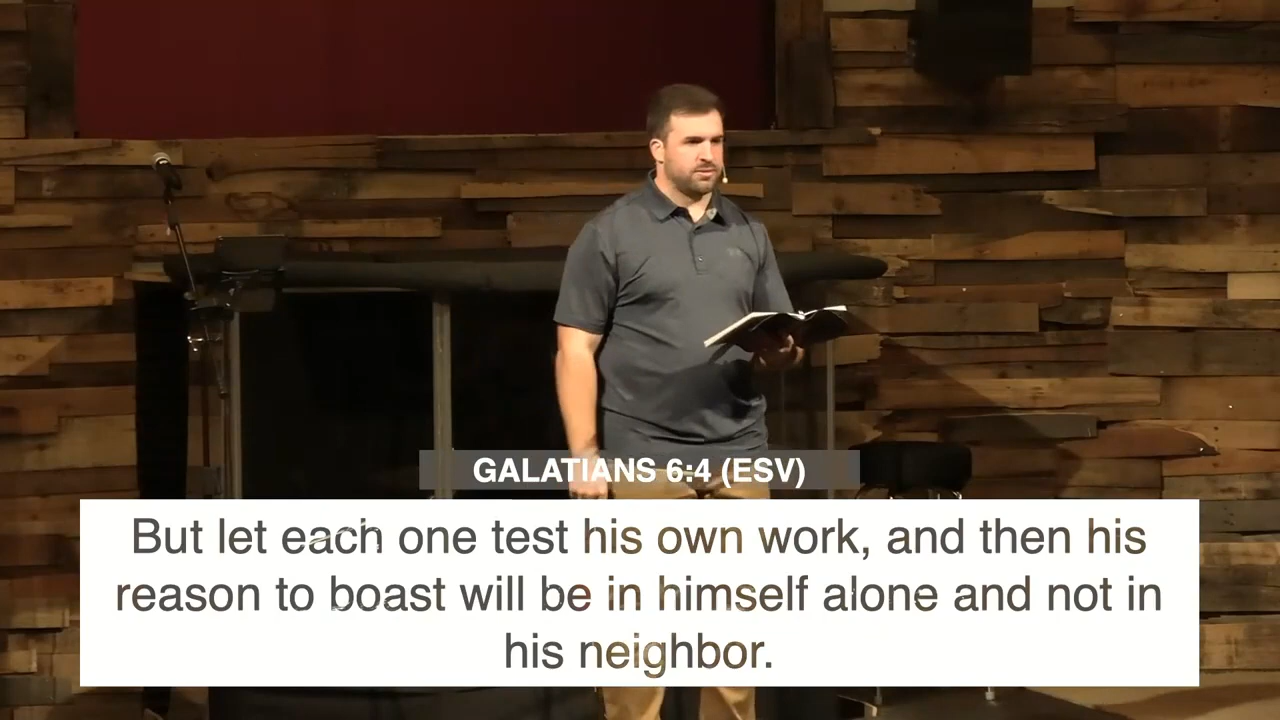 GALATIANS 6:4 (ESV)
But let each one test his own work, and then his
reason to boast will be in himself alone and not in
his neighbor.